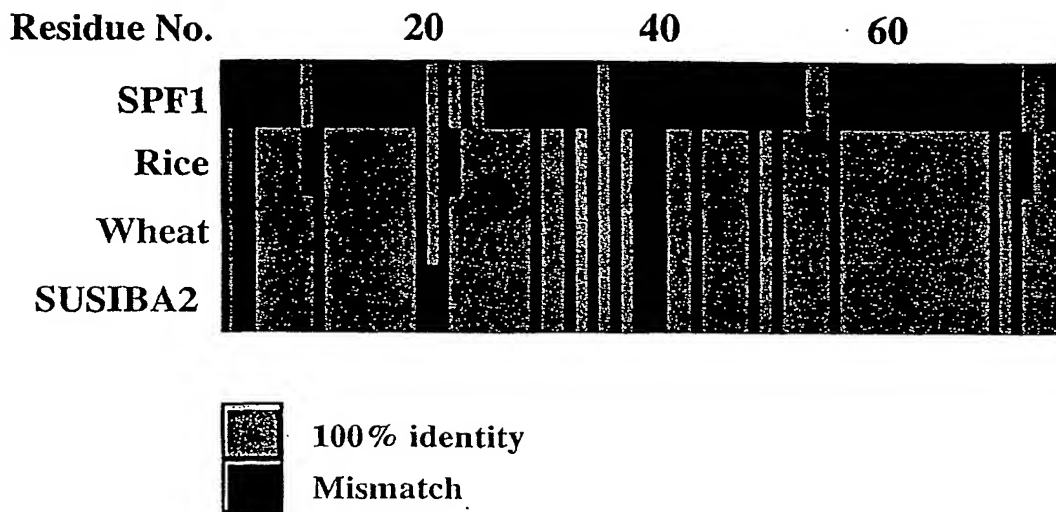 Residue No. 20 40 60
SPF1
Rice
Wheat
SUSIBA2
100% identity
Mismatch